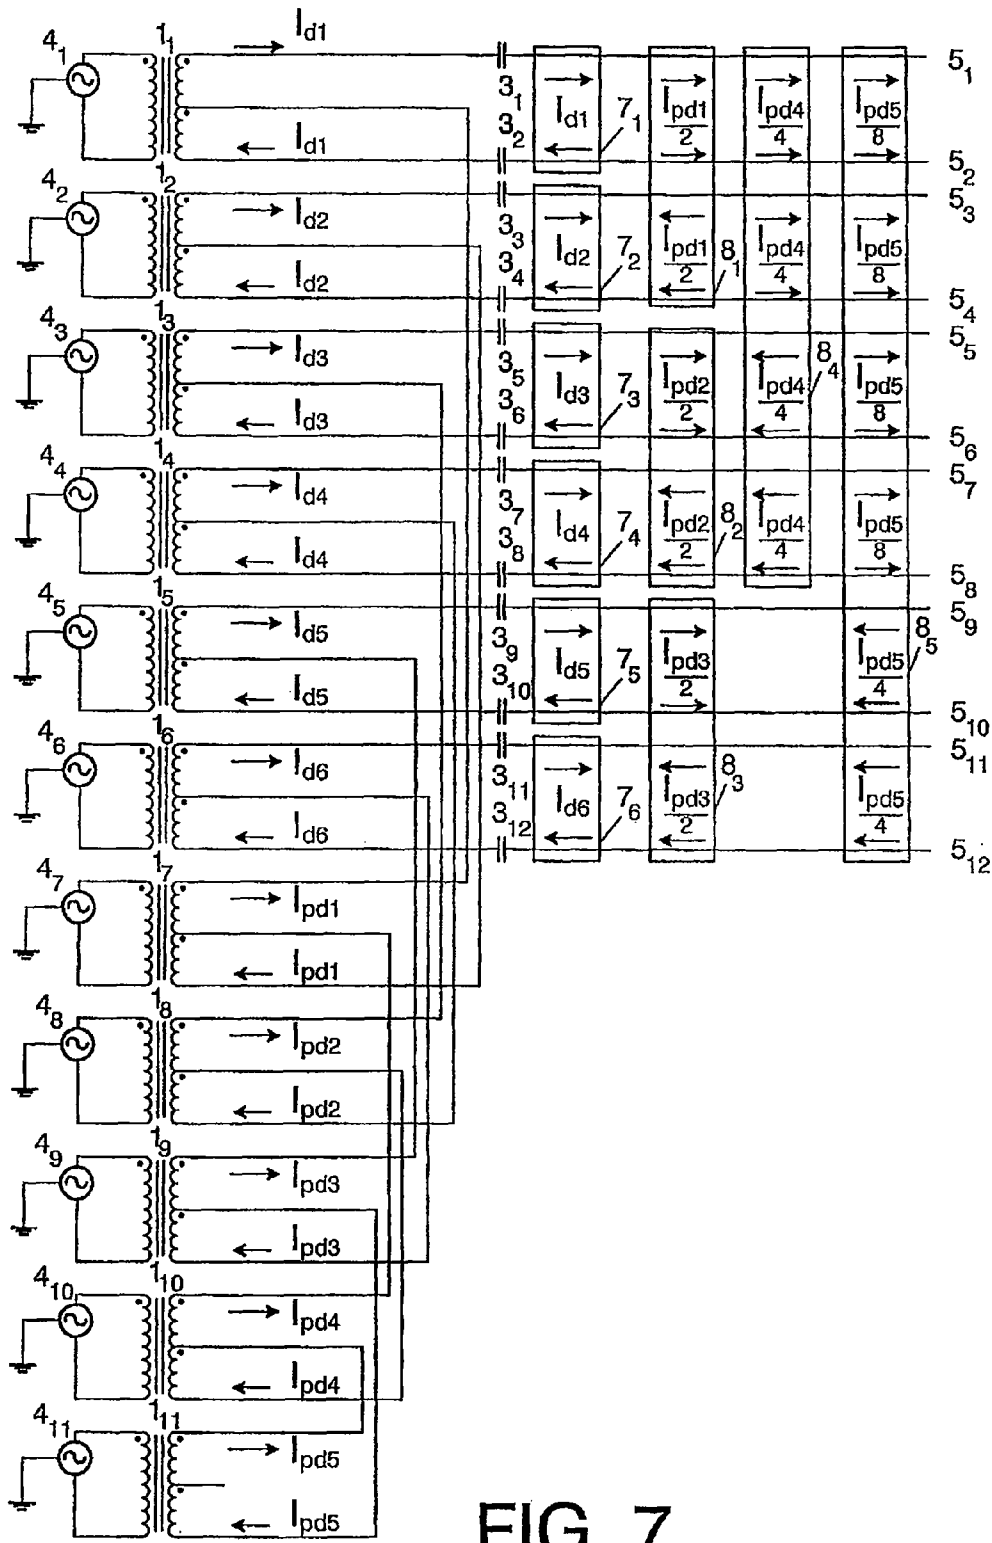 4₁ 1₁ I_d1 3₁ I_d1 7₁ I_pd1/2 I_pd4/4 I_pd5/8 5₁
I_d1 3₂ 5₂
4₂ 1₂ I_d2 3₃ I_d2 7₂ I_pd1/2 8₁ I_pd4/4 I_pd5/8 5₃
I_d2 3₄ 5₄
4₃ 1₃ I_d3 3₅ I_d3 7₃ I_pd2/2 I_pd4/4 8₄ I_pd5/8 5₅
I_d3 3₆ 5₆
4₄ 1₄ I_d4 3₇ I_d4 7₄ I_pd2/2 8₂ I_pd4/4 I_pd5/8 5₇
I_d4 3₈ 5₈
4₅ 1₅ I_d5 3₉ I_d5 7₅ I_pd3/2 I_pd5/4 8₅ 5₉
I_d5 3₁₀ 5₁₀
4₆ 1₆ I_d6 3₁₁ I_d6 7₆ I_pd3/2 8₃ I_pd5/4 5₁₁
I_d6 3₁₂ 5₁₂
4₇ 1₇ I_pd1
I_pd1
4₈ 1₈ I_pd2
I_pd2
4₉ 1₉ I_pd3
I_pd3
4₁₀ 1₁₀ I_pd4
I_pd4
4₁₁ 1₁₁ I_pd5
I_pd5
FIG. 7